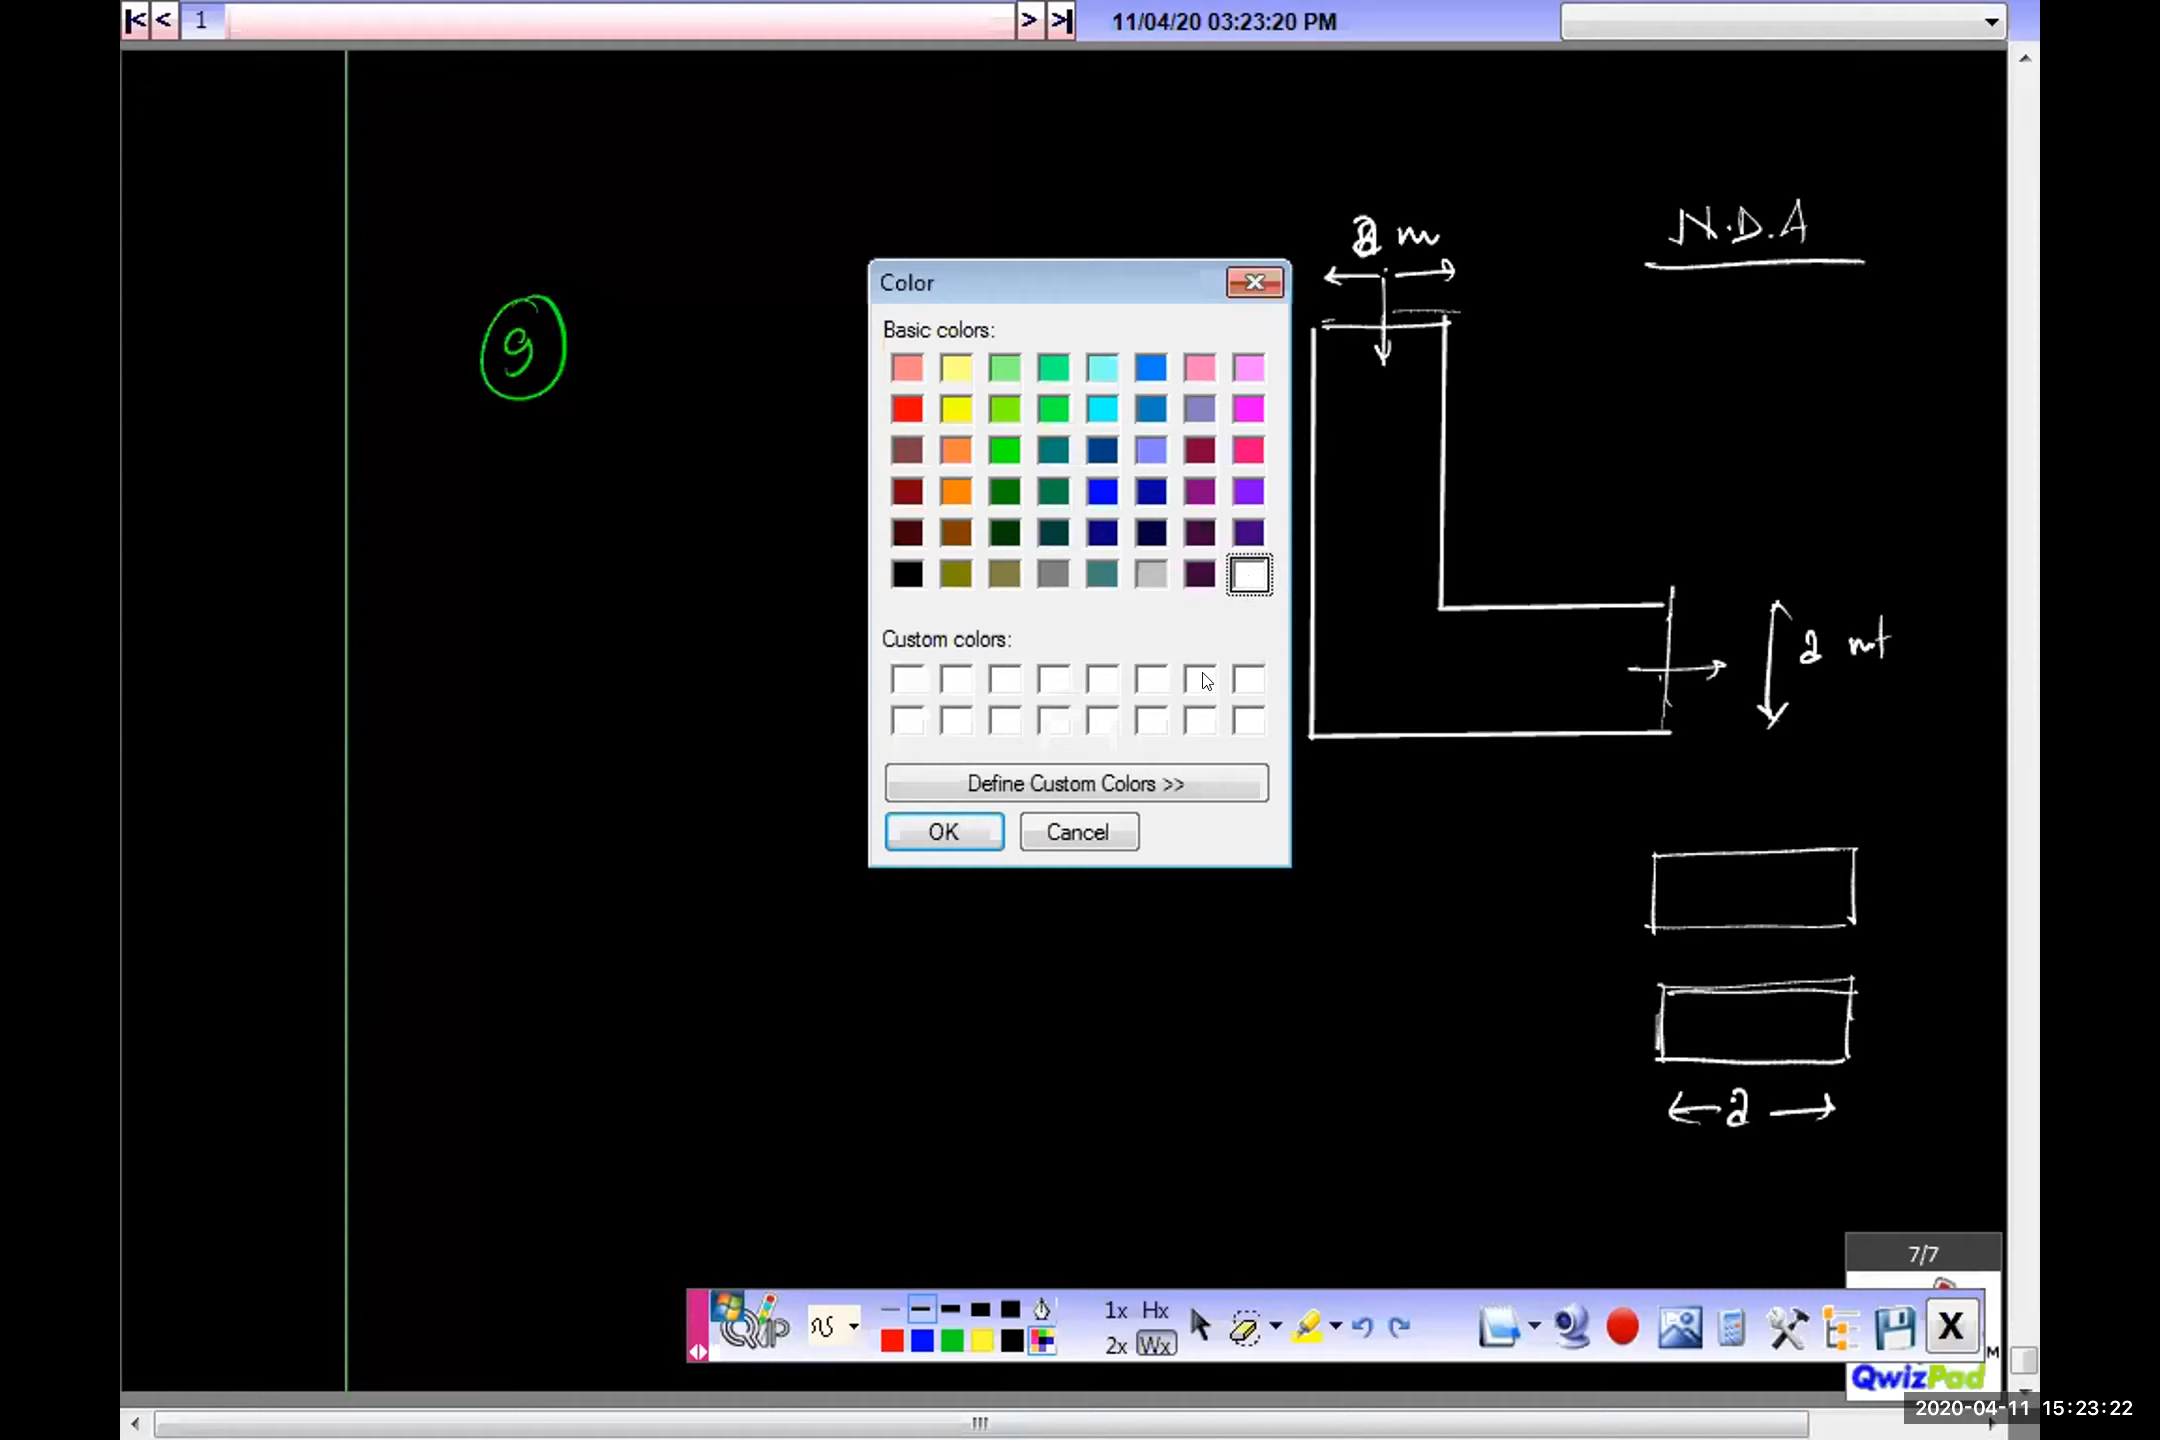 1
11/04/20 03:23:20 PM
N.D.A
2 m
9
Color
Basic colors:
Custom colors:
Define Custom Colors >>
OK
Cancel
2 mt
2
7/7
Qip
1x Hx
2x Wx
X
M
QwizPad
2020-04-11 15:23:22